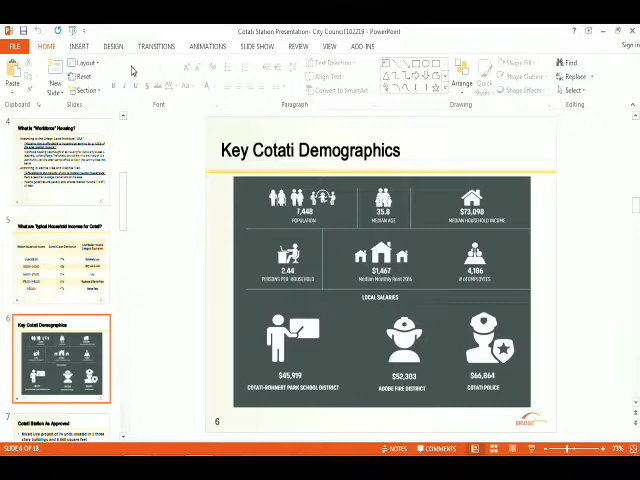 Cotati Station Presentation- City Council 102219 - PowerPoint
FILE HOME INSERT DESIGN TRANSITIONS ANIMATIONS SLIDE SHOW REVIEW VIEW ADD-INS Sign in
Paste
New Slide
Layout
Reset
Section
Text Direction
Align Text
Convert to SmartArt
Arrange
Quick Styles
Shape Fill
Shape Outline
Shape Effects
Find
Replace
Select
Clipboard Slides Font Paragraph Drawing Editing
4
What is "Workforce" Housing?
5
What are Typical Household Incomes for Cotati?
6
Key Cotati Demographics
7
Cotati Station As Approved
Key Cotati Demographics
7,448
POPULATION
35.8
MEDIAN AGE
$73,098
MEDIAN HOUSEHOLD INCOME
2.44
PERSONS PER HOUSEHOLD
$1,467
Median Monthly Rent 2016
4,186
# OF EMPLOYEES
LOCAL SALARIES
$45,919
COTATI-ROHNERT PARK SCHOOL DISTRICT
$52,303
ADOBE FIRE DISTRICT
$66,864
COTATI POLICE
6
BRIDGE
SLIDE 6 OF 18
NOTES
COMMENTS
73%